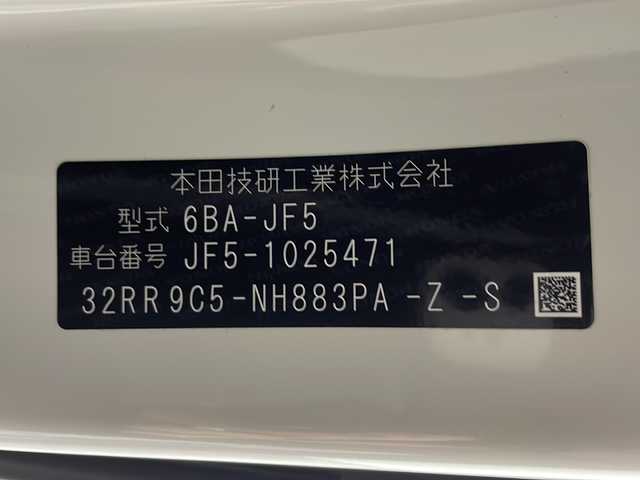 本田技研工業株式会社
型式 6BA-JF5
車台番号 JF5-1025471
32RR9C5-NH883PA -Z -S